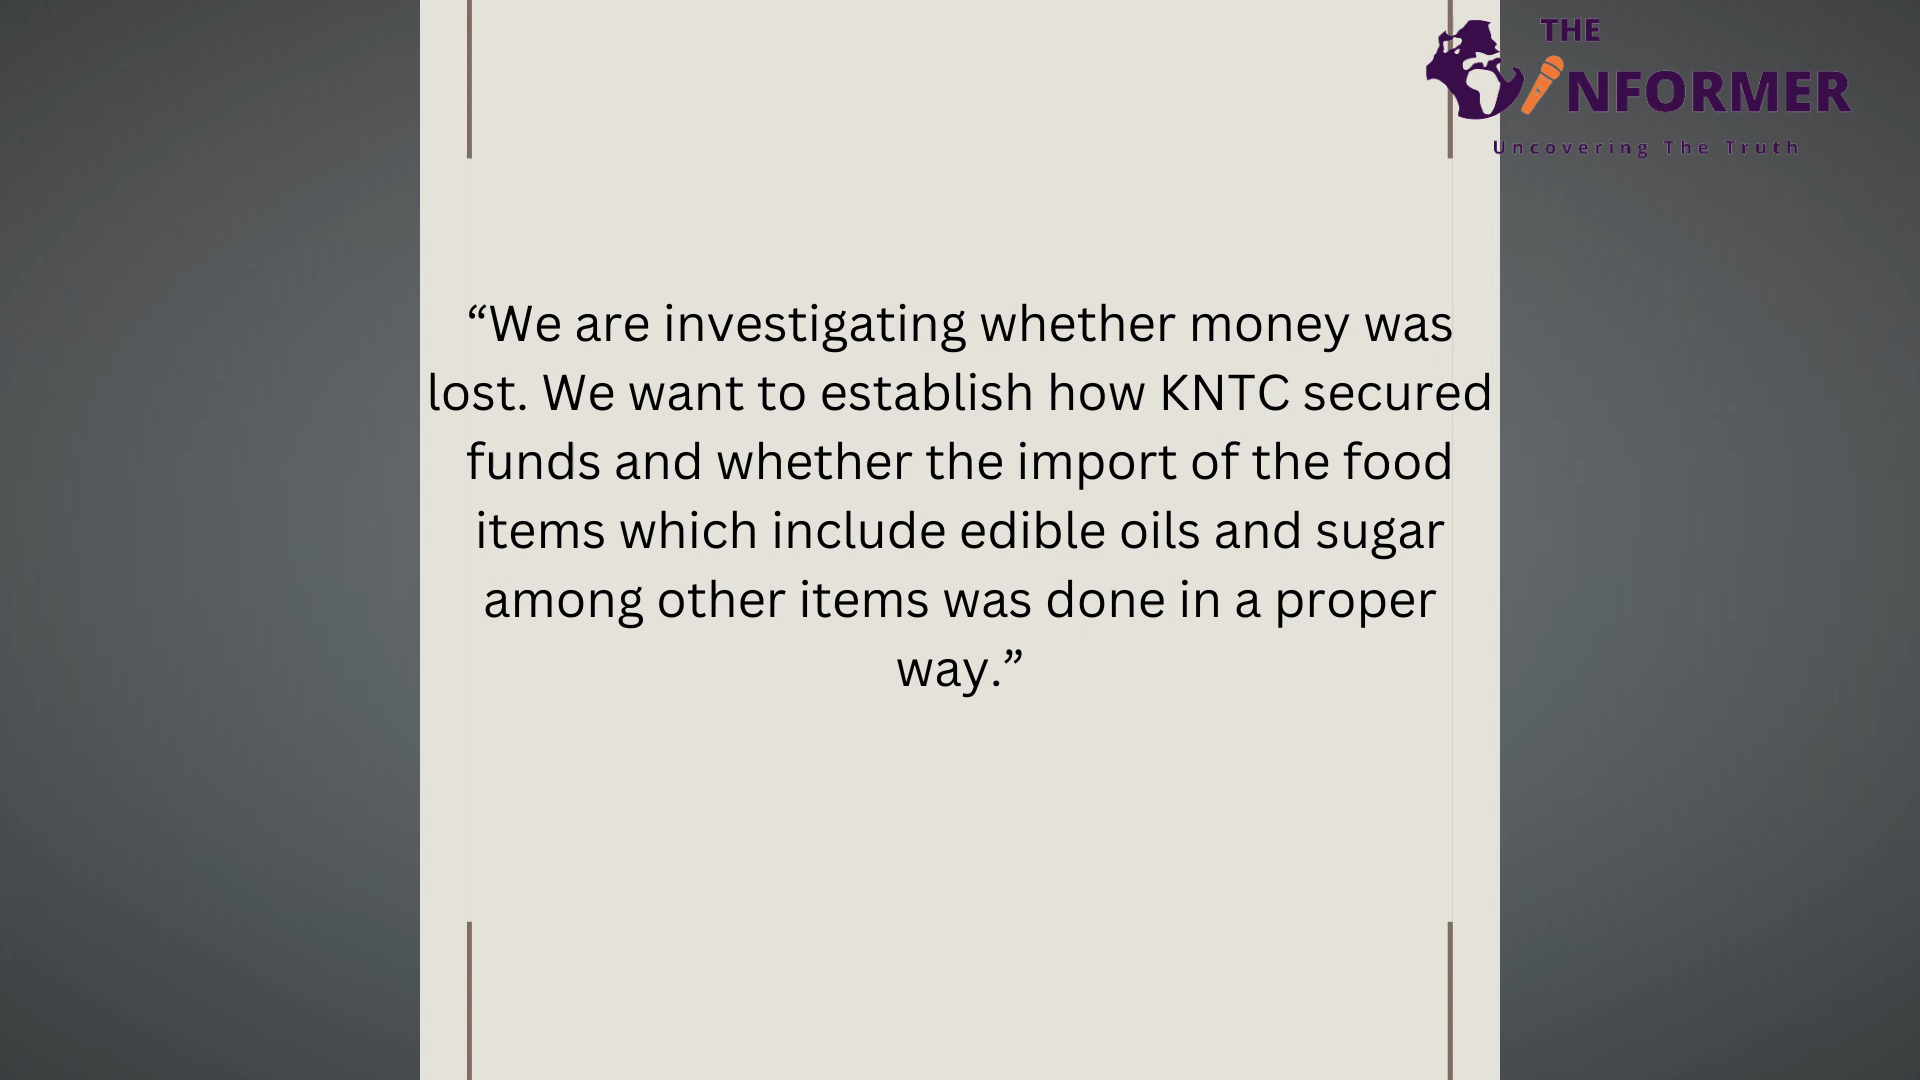 THE
INFORMER
Uncovering The Truth
“We are investigating whether money was
lost. We want to establish how KNTC secured
funds and whether the import of the food
items which include edible oils and sugar
among other items was done in a proper
way.”